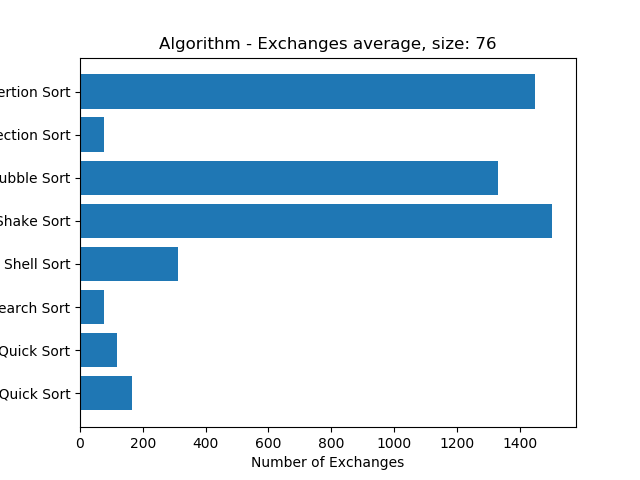 Algorithm - Exchanges average, size: 76
ertion Sort
ection Sort
ubble Sort
Shake Sort
Shell Sort
earch Sort
Quick Sort
Quick Sort
0 200 400 600 800 1000 1200 1400
Number of Exchanges